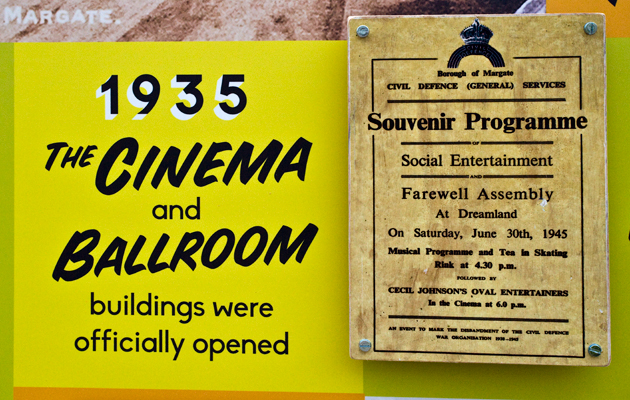 MARGATE.
1935
THE CINEMA
and
BALLROOM
buildings were
officially opened
Borough of Margate
CIVIL DEFENCE (GENERAL) SERVICES
Souvenir Programme
OF
Social Entertainment
AND
Farewell Assembly
At Dreamland
On Saturday, June 30th, 1945
Musical Programme and Tea in Skating
Rink at 4.30 p.m.
FOLLOWED BY
CECIL JOHNSON'S OVAL ENTERTAINERS
In the Cinema at 6.0 p.m.
AN EVENT TO MARK THE DISBANDMENT OF THE CIVIL DEFENCE
WAR ORGANISATION 1939-1945